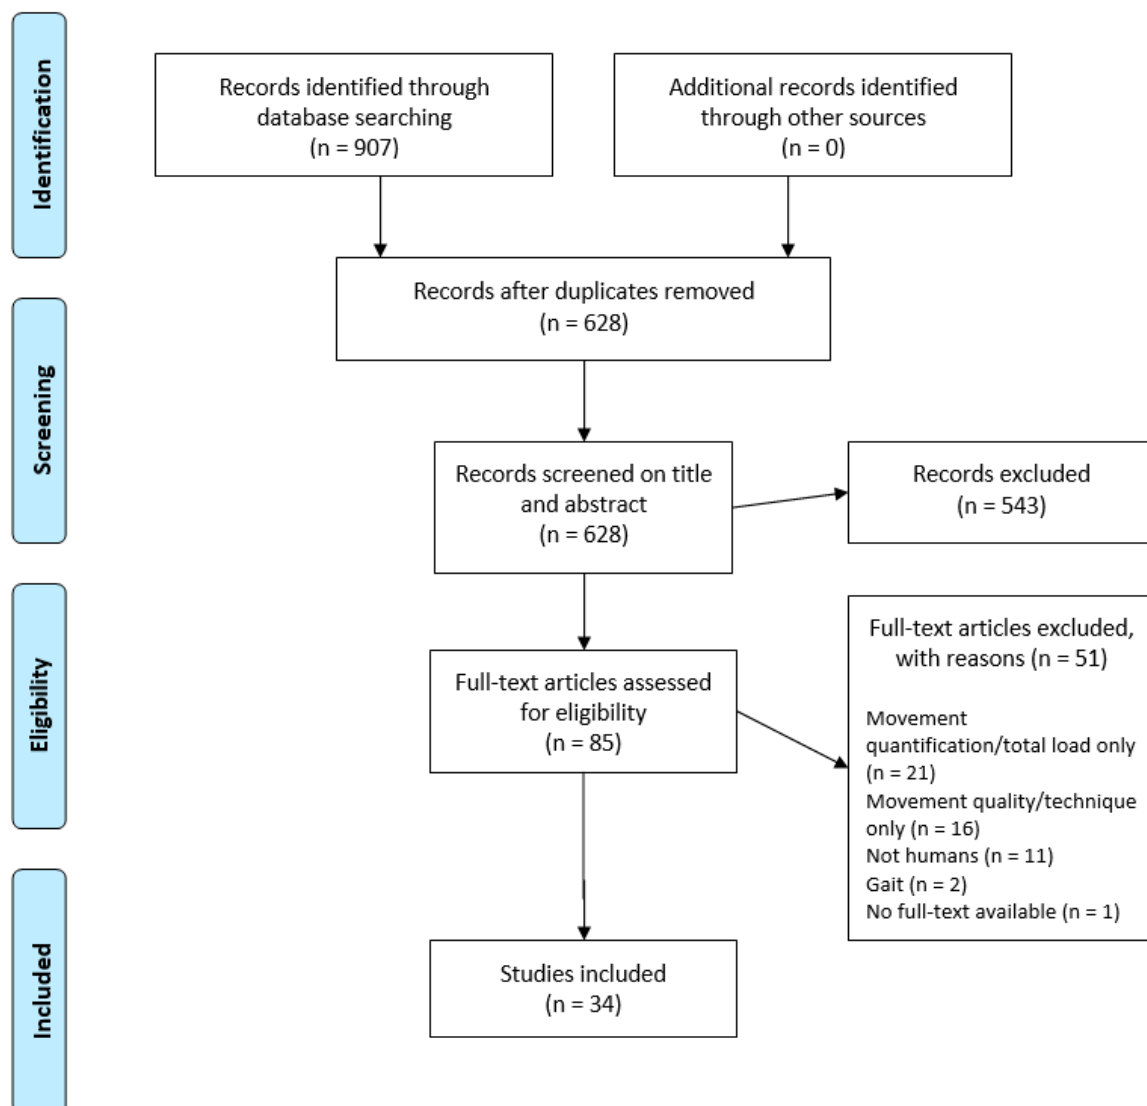 Identification
Records identified through
database searching
(n = 907)
Additional records identified
through other sources
(n = 0)
Records after duplicates removed
(n = 628)
Screening
Records screened on title
and abstract
(n = 628)
Records excluded
(n = 543)
Eligibility
Full-text articles assessed
for eligibility
(n = 85)
Full-text articles excluded,
with reasons (n = 51)
Movement
quantification/total load only
(n = 21)
Movement quality/technique
only (n = 16)
Not humans (n = 11)
Gait (n = 2)
No full-text available (n = 1)
Included
Studies included
(n = 34)